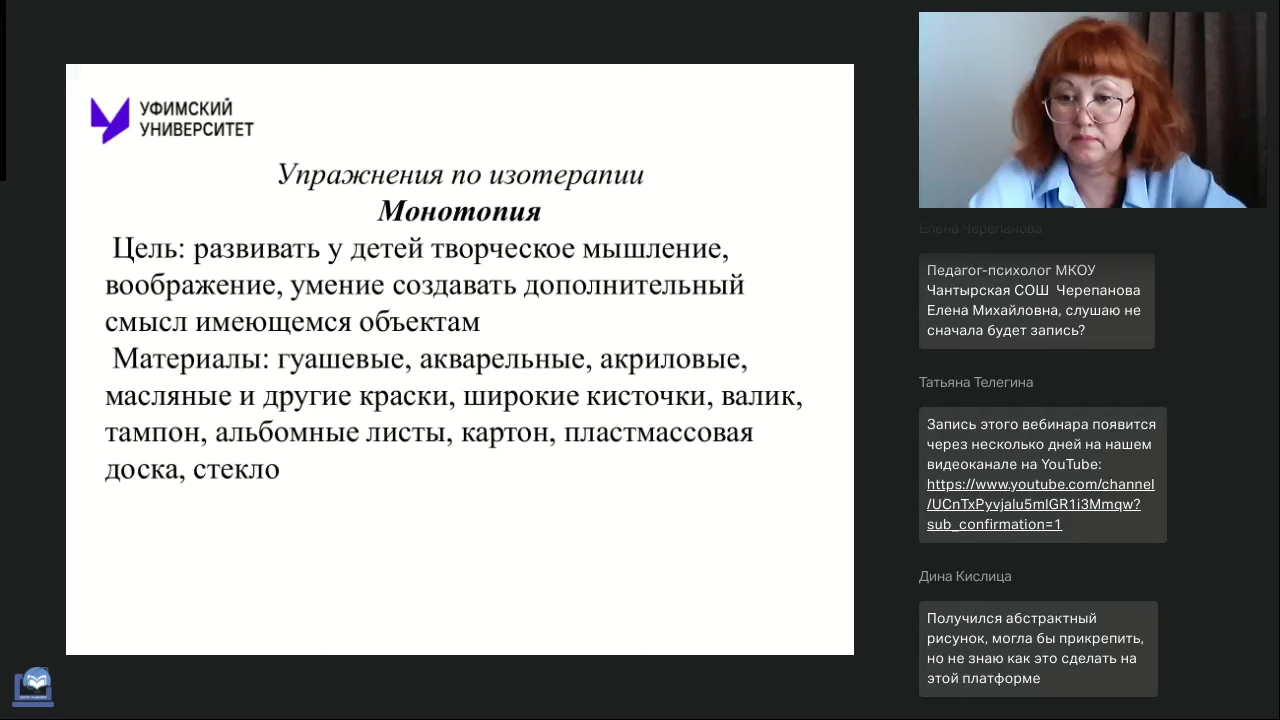 УФИМСКИЙ
УНИВЕРСИТЕТ
Упражнения по изотерапии
Монотопия
Цель: развивать у детей творческое мышление,
воображение, умение создавать дополнительный
смысл имеющемся объектам
Материалы: гуашевые, акварельные, акриловые,
масляные и другие краски, широкие кисточки, валик,
тампон, альбомные листы, картон, пластмассовая
доска, стекло
Елена Черепанова
Педагог-психолог МКОУ
Чантырская СОШ Черепанова
Елена Михайловна, слушаю не
сначала будет запись?
Татьяна Телегина
Запись этого вебинара появится
через несколько дней на нашем
видеоканале на YouTube:
https://www.youtube.com/channel
/UCnTxPyvjalu5mlGR1i3Mmqw?
sub_confirmation=1
Дина Кислица
Получился абстрактный
рисунок, могла бы прикрепить,
но не знаю как это сделать на
этой платформе